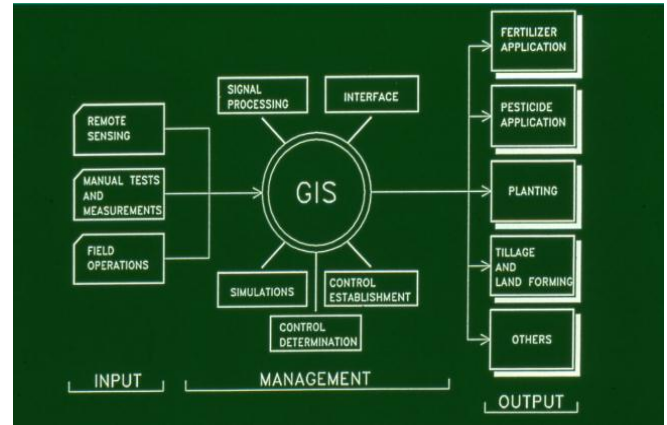 REMOTE
SENSING
MANUAL TESTS
AND
MEASUREMENTS
FIELD
OPERATIONS
SIGNAL
PROCESSING
INTERFACE
GIS
SIMULATIONS
CONTROL
ESTABLISHMENT
CONTROL
DETERMINATION
FERTILIZER
APPLICATION
PESTICIDE
APPLICATION
PLANTING
TILLAGE
AND
LAND FORMING
OTHERS
INPUT
MANAGEMENT
OUTPUT